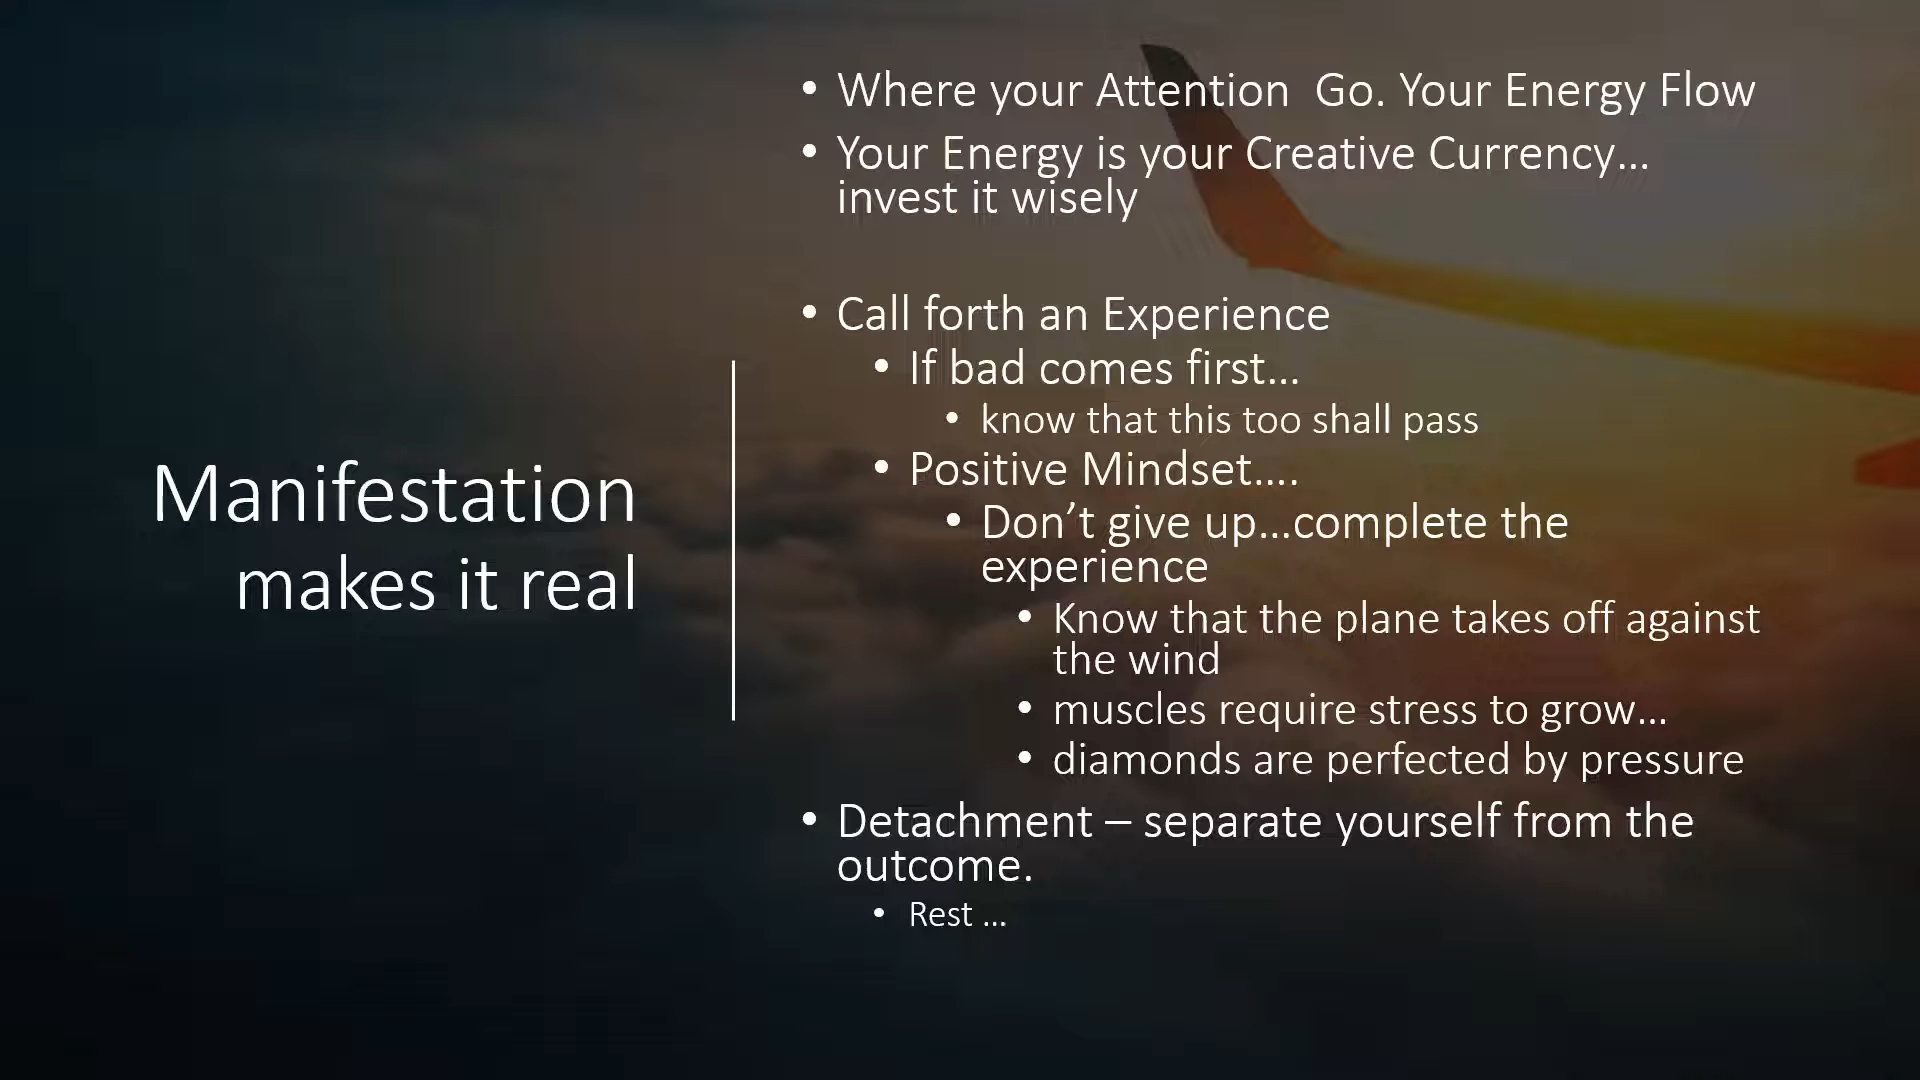 Manifestation
makes it real
• Where your Attention  Go. Your Energy Flow
• Your Energy is your Creative Currency…
invest it wisely
• Call forth an Experience
• If bad comes first…
• know that this too shall pass
• Positive Mindset….
• Don’t give up…complete the
experience
• Know that the plane takes off against
the wind
• muscles require stress to grow…
• diamonds are perfected by pressure
• Detachment – separate yourself from the
outcome.
• Rest …